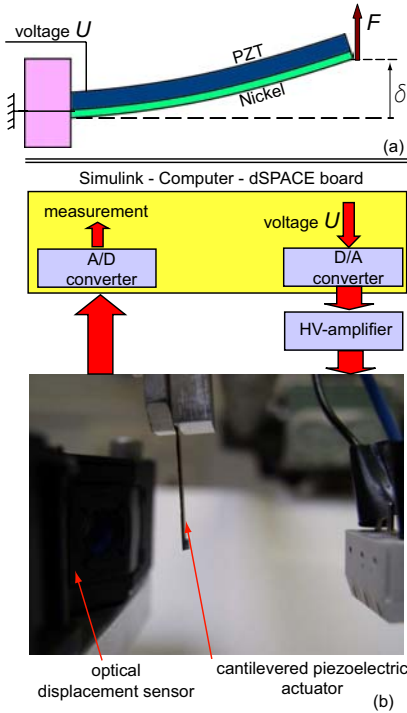 voltage U
F
PZT
Nickel
δ
(a)
Simulink - Computer - dSPACE board
measurement
voltage U
A/D
converter
D/A
converter
HV-amplifier
optical
displacement sensor
cantilevered piezoelectric
actuator
(b)